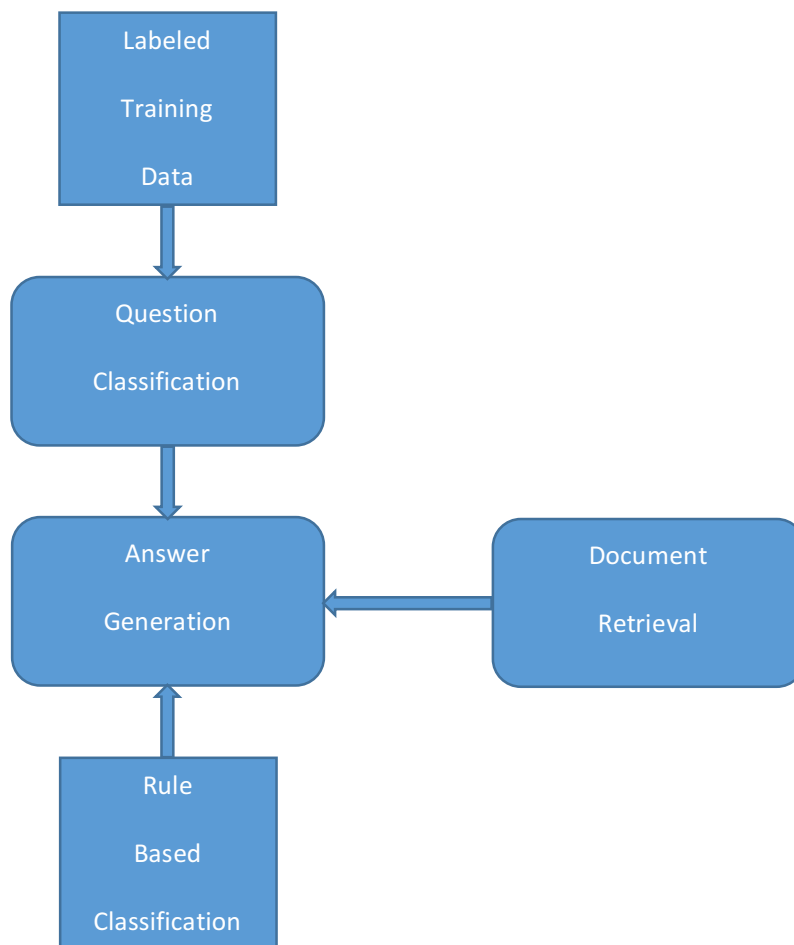 Labeled
Training
Data
Question
Classification
Answer
Generation
Document
Retrieval
Rule
Based
Classification